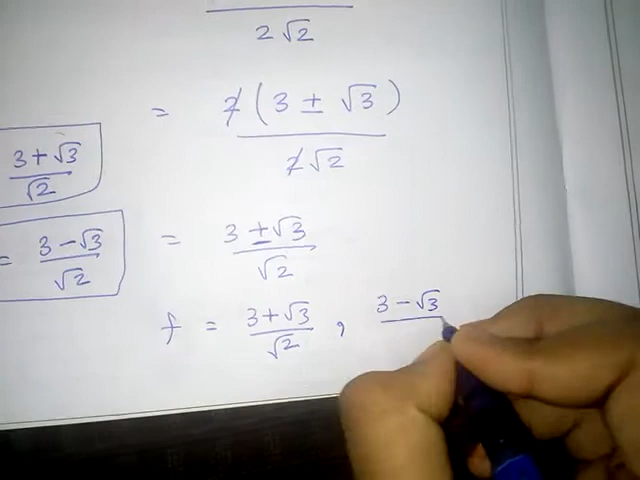 2√2
= 2(3 ± √3)
2√2
3 + √3
√2
= 3 - √3
√2
= 3 ± √3
√2
f = 3 + √3 / √2 , 3 - √3